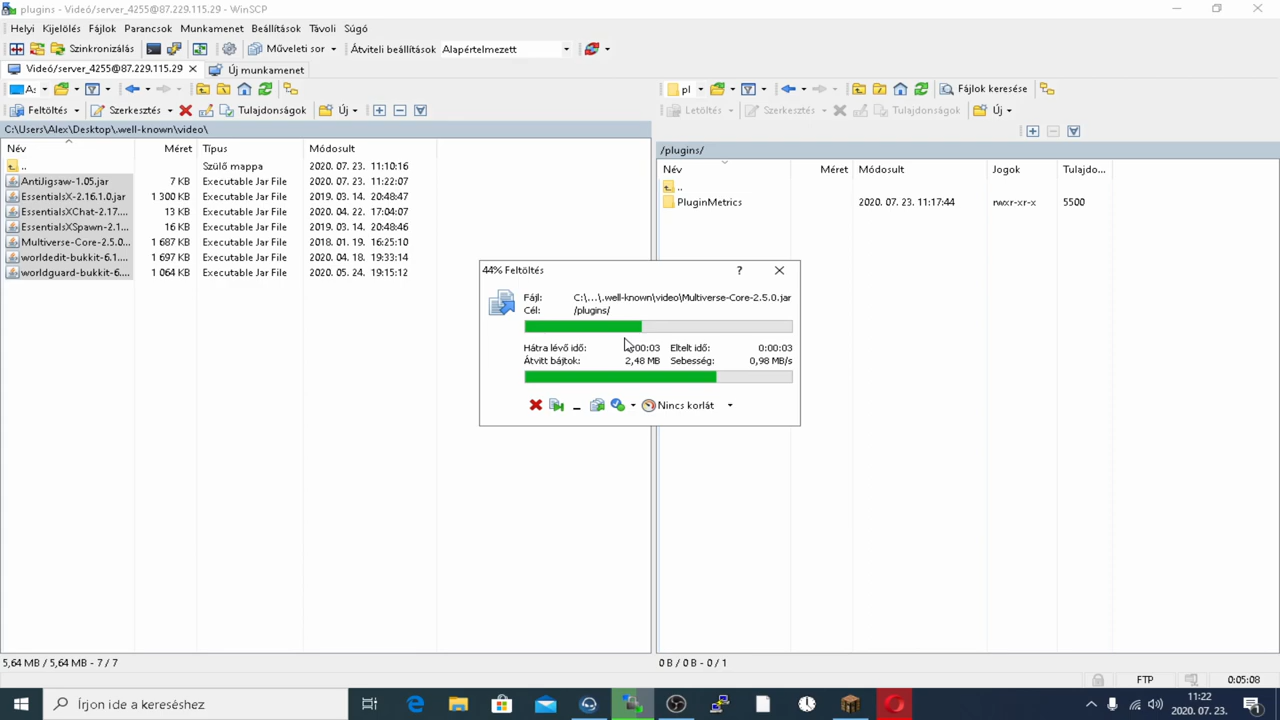 plugins - Videó/server_4255@87.229.115.29 - WinSCP
Helyi Kijelölés Fájlok Parancsok Munkamenet Beállítások Távoli Súgó
Szinkronizálás Műveleti sor Átviteli beállítások Alapértelmezett
Videó/server_4255@87.229.115.29 Új munkamenet
A:
Feltöltés Szerkesztés Tulajdonságok Új
C:\Users\Alex\Desktop\.well-known\video\
Név Méret Típus Módosult
.. Szülő mappa 2020. 07. 23. 11:10:16
AntiJigsaw-1.05.jar 7 KB Executable Jar File 2020. 07. 23. 11:22:07
EssentialsX-2.16.1.0.jar 1 300 KB Executable Jar File 2019. 03. 14. 20:48:47
EssentialsXChat-2.17.... 13 KB Executable Jar File 2020. 04. 22. 17:04:07
EssentialsXSpawn-2.1... 16 KB Executable Jar File 2019. 03. 14. 20:48:46
Multiverse-Core-2.5.0... 1 687 KB Executable Jar File 2018. 01. 19. 16:25:10
worldedit-bukkit-6.1.... 1 697 KB Executable Jar File 2020. 04. 18. 19:33:14
worldguard-bukkit-6.... 1 064 KB Executable Jar File 2020. 05. 24. 19:15:12
5,64 MB / 5,64 MB - 7 / 7
pl Fájlok keresése
Letöltés Szerkesztés Tulajdonságok Új
/plugins/
Név Méret Módosult Jogok Tulajdo...
..
PluginMetrics 2020. 07. 23. 11:17:44 rwxr-xr-x 5500
0 B / 0 B - 0 / 1
44% Feltöltés ?
Fájl: C:\...\.well-known\video\Multiverse-Core-2.5.0.jar
Cél: /plugins/
Hátra lévő idő: :00:03 Eltelt idő: 0:00:03
Átvitt bájtok: 2,48 MB Sebesség: 0,98 MB/s
Nincs korlát
FTP 0:05:08
Írjon ide a kereséshez
11:22
2020. 07. 23.
1